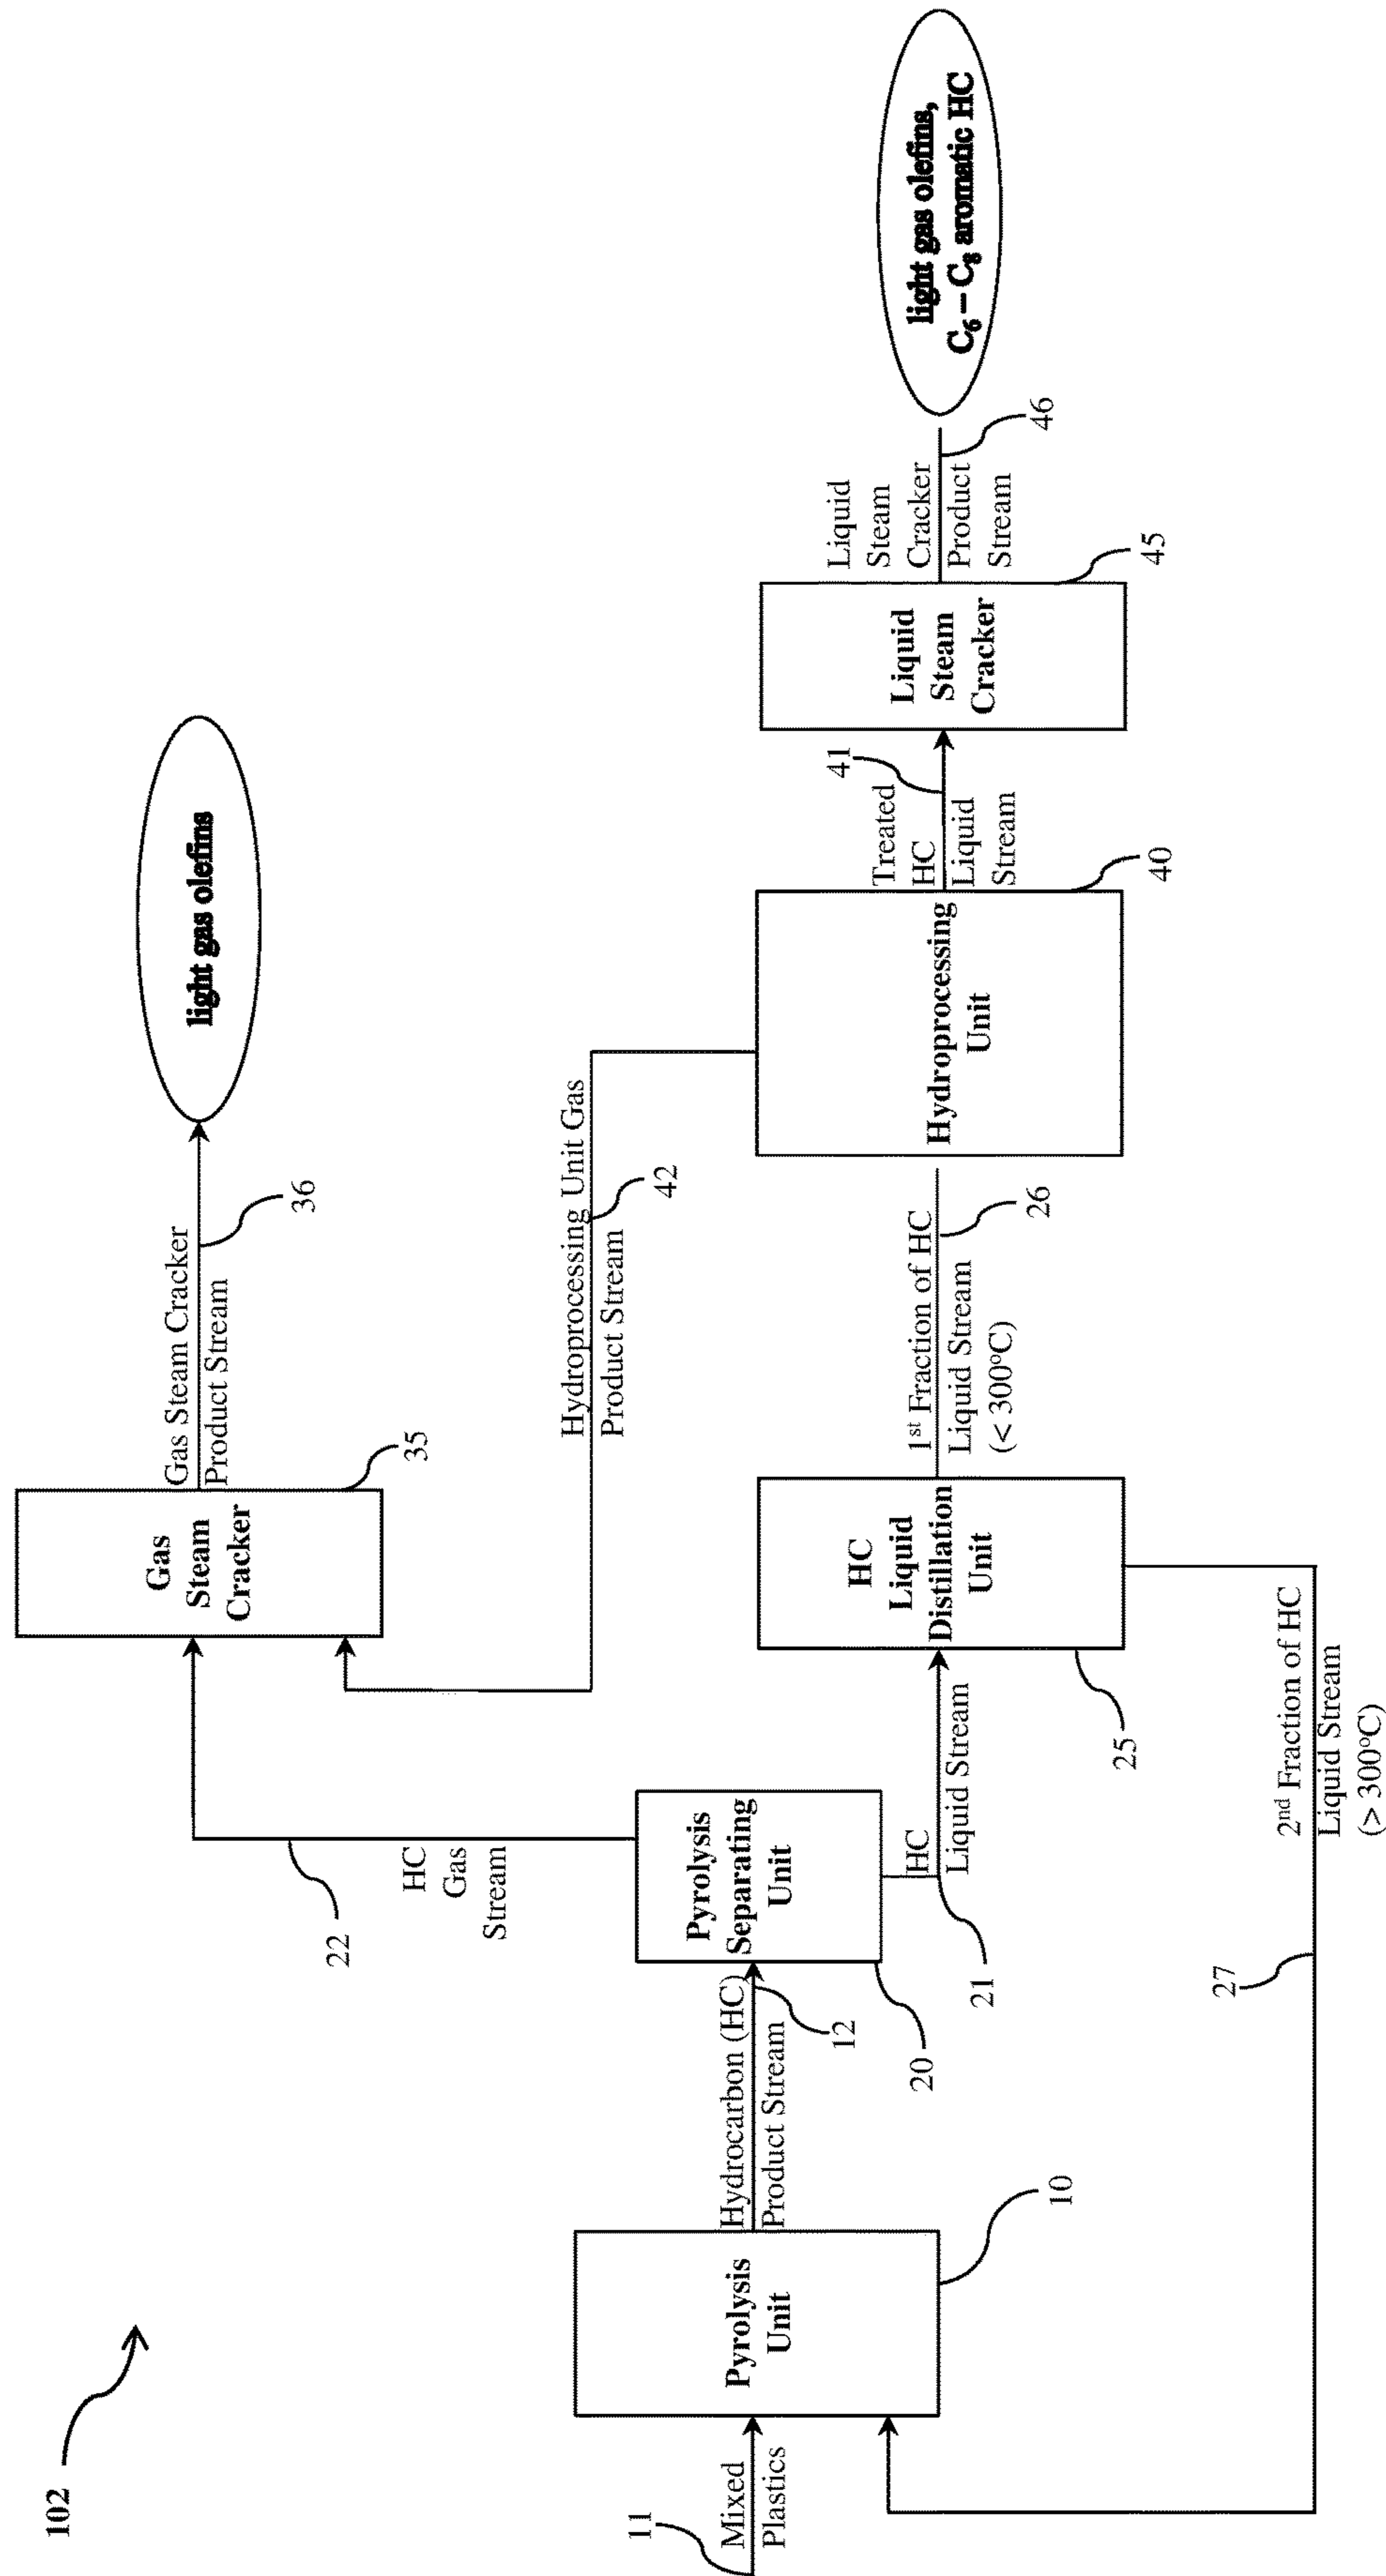 102
11
Mixed
Plastics
Pyrolysis
Unit
10
Hydrocarbon (HC)
Product Stream
12
Pyrolysis
Separating
Unit
20
HC
Gas
Stream
22
HC
Liquid Stream
21
HC
Liquid
Distillation
Unit
25
2nd Fraction of HC
Liquid Stream
(> 300°C)
27
1st Fraction of HC
Liquid Stream
(< 300°C)
26
Gas
Steam
Cracker
35
Gas Steam Cracker
Product Stream
36
light gas olefins
Hydroprocessing Unit Gas
Product Stream
42
Hydroprocessing
Unit
40
Treated
HC
Liquid
Stream
41
Liquid
Steam
Cracker
45
Liquid
Steam
Cracker
Product
Stream
46
light gas olefins,
C6 – C8 aromatic HC